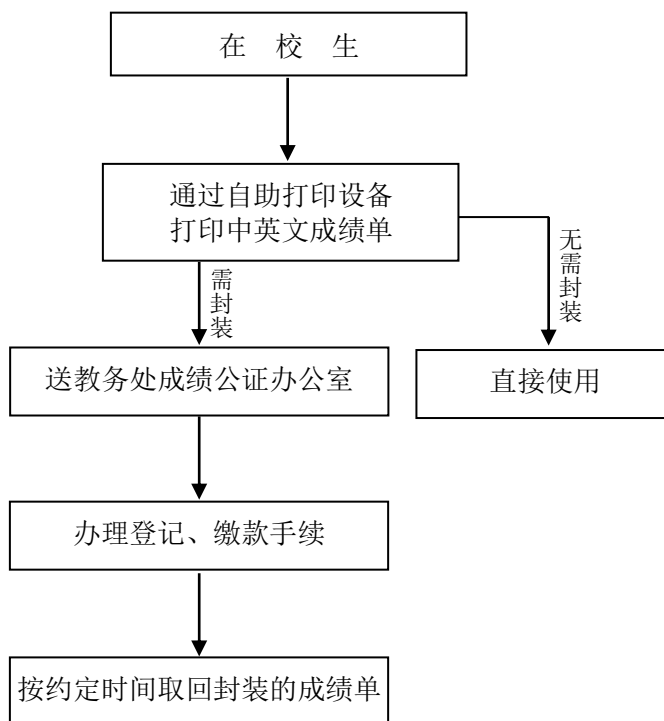 在 校 生
通过自助打印设备
打印中英文成绩单
需封装
无需封装
送教务处成绩公证办公室
直接使用
办理登记、缴款手续
按约定时间取回封装的成绩单